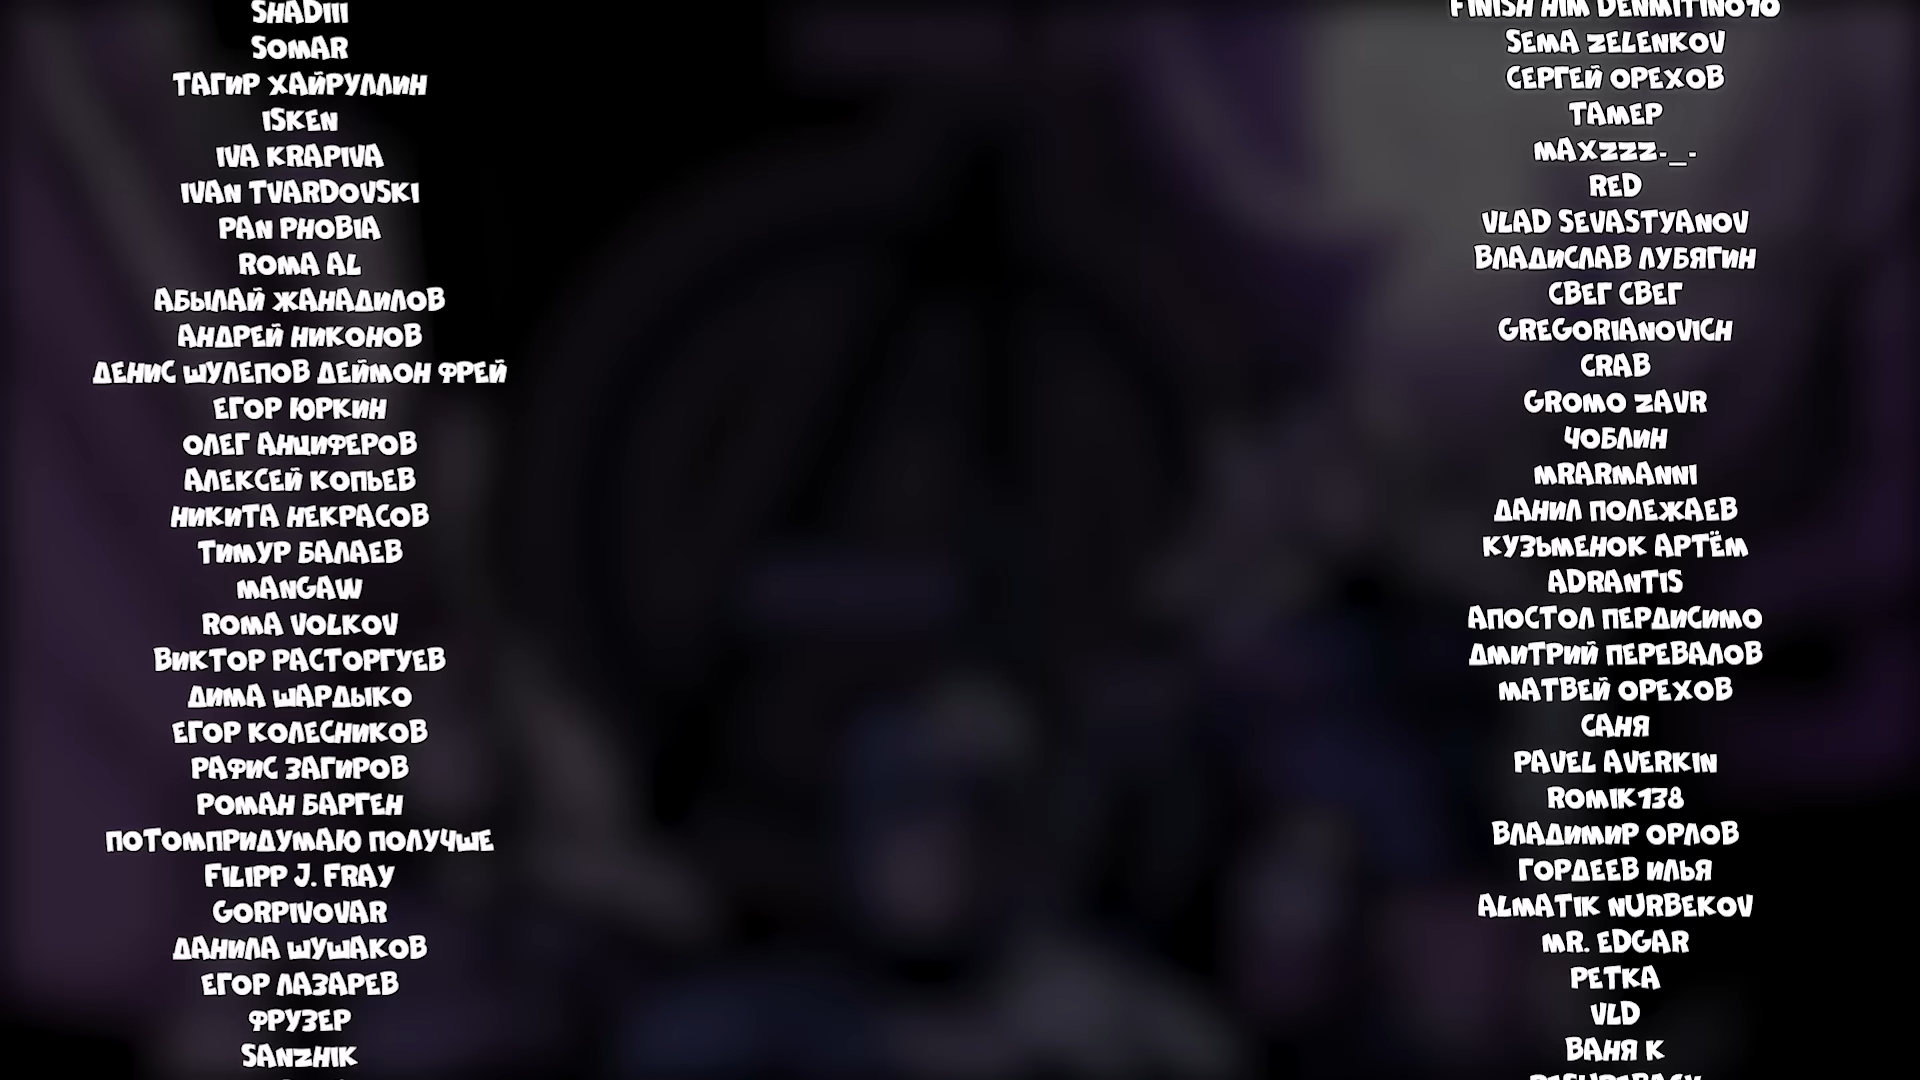 SHADIII
SOMAR
ТАГИР ХАЙРУЛЛИН
ISKEN
IVA KRAPIVA
IVAN TVARDOVSKI
PAN PHOBIA
ROMA AL
АБЫЛАЙ ЖАНАДИЛОВ
АНДРЕЙ НИКОНОВ
ДЕНИС ШУЛЕПОВ ДЕЙМОН ФРЕЙ
ЕГОР ЮРКИН
ОЛЕГ АНЦИФЕРОВ
АЛЕКСЕЙ КОПЬЕВ
НИКИТА НЕКРАСОВ
ТИМУР БАЛАЕВ
MANGAW
ROMA VOLKOV
ВИКТОР РАСТОРГУЕВ
ДИМА ШАРДЫКО
ЕГОР КОЛЕСНИКОВ
РАФИС ЗАГИРОВ
РОМАН БАРГЕН
ПОТОМПРИДУМАЮ ПОЛУЧШЕ
FILIPP J. FRAY
GORPIVOVAR
ДАНИЛА ШУШАКОВ
ЕГОР ЛАЗАРЕВ
ФРУЗЕР
SANZHIK
FINISH HIM DENMITINO90
SEMA ZELENKOV
СЕРГЕЙ ОРЕХОВ
ТАМЕР
MAXZZZ-_-
RED
VLAD SEVASTYANOV
ВЛАДИСЛАВ ЛУБЯГИН
СВЕГ СВЕГ
GREGORIANOVICH
CRAB
GROMO ZAVR
ЧОБЛИН
MRARMANNI
ДАНИЛ ПОЛЕЖАЕВ
КУЗЬМЕНОК АРТЁМ
ADRANTIS
АПОСТОЛ ПЕРДИСИМО
ДМИТРИЙ ПЕРЕВАЛОВ
МАТВЕЙ ОРЕХОВ
САНЯ
PAVEL AVERKIN
ROMIK138
ВЛАДИМИР ОРЛОВ
ГОРДЕЕВ ИЛЬЯ
ALMATIK NURBEKOV
MR. EDGAR
PETKA
VLD
ВАНЯ К